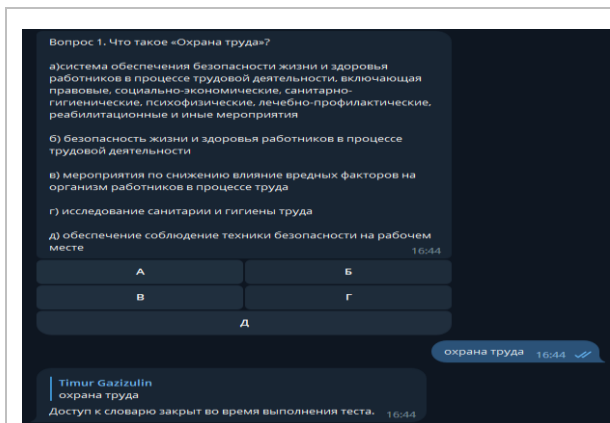 Вопрос 1. Что такое «Охрана труда»?
а)система обеспечения безопасности жизни и здоровья
работников в процессе трудовой деятельности, включающая
правовые, социально-экономические, санитарно-
гигиенические, психофизические, лечебно-профилактические,
реабилитационные и иные мероприятия
б) безопасность жизни и здоровья работников в процессе
трудовой деятельности
в) мероприятия по снижению влияние вредных факторов на
организм работников в процессе труда
г) исследование санитарии и гигиены труда
д) обеспечение соблюдение техники безопасности на рабочем
месте
16:44
А
Б
В
Г
Д
охрана труда 16:44
Timur Gazizulin
охрана труда
Доступ к словарю закрыт во время выполнения теста. 16:44